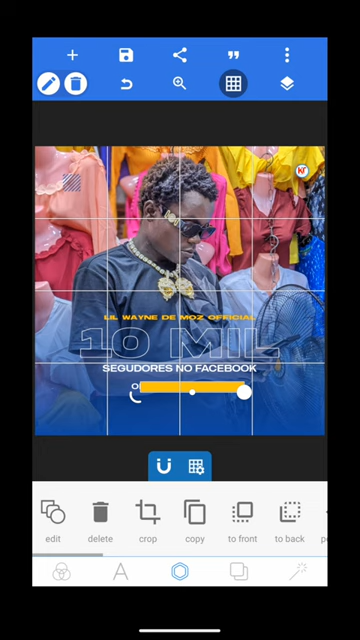 LIL WAYNE DE MOZ OFFICIAL
10 MIL
SEGUDORES NO FACEBOOK
edit
delete
crop
copy
to front
to back